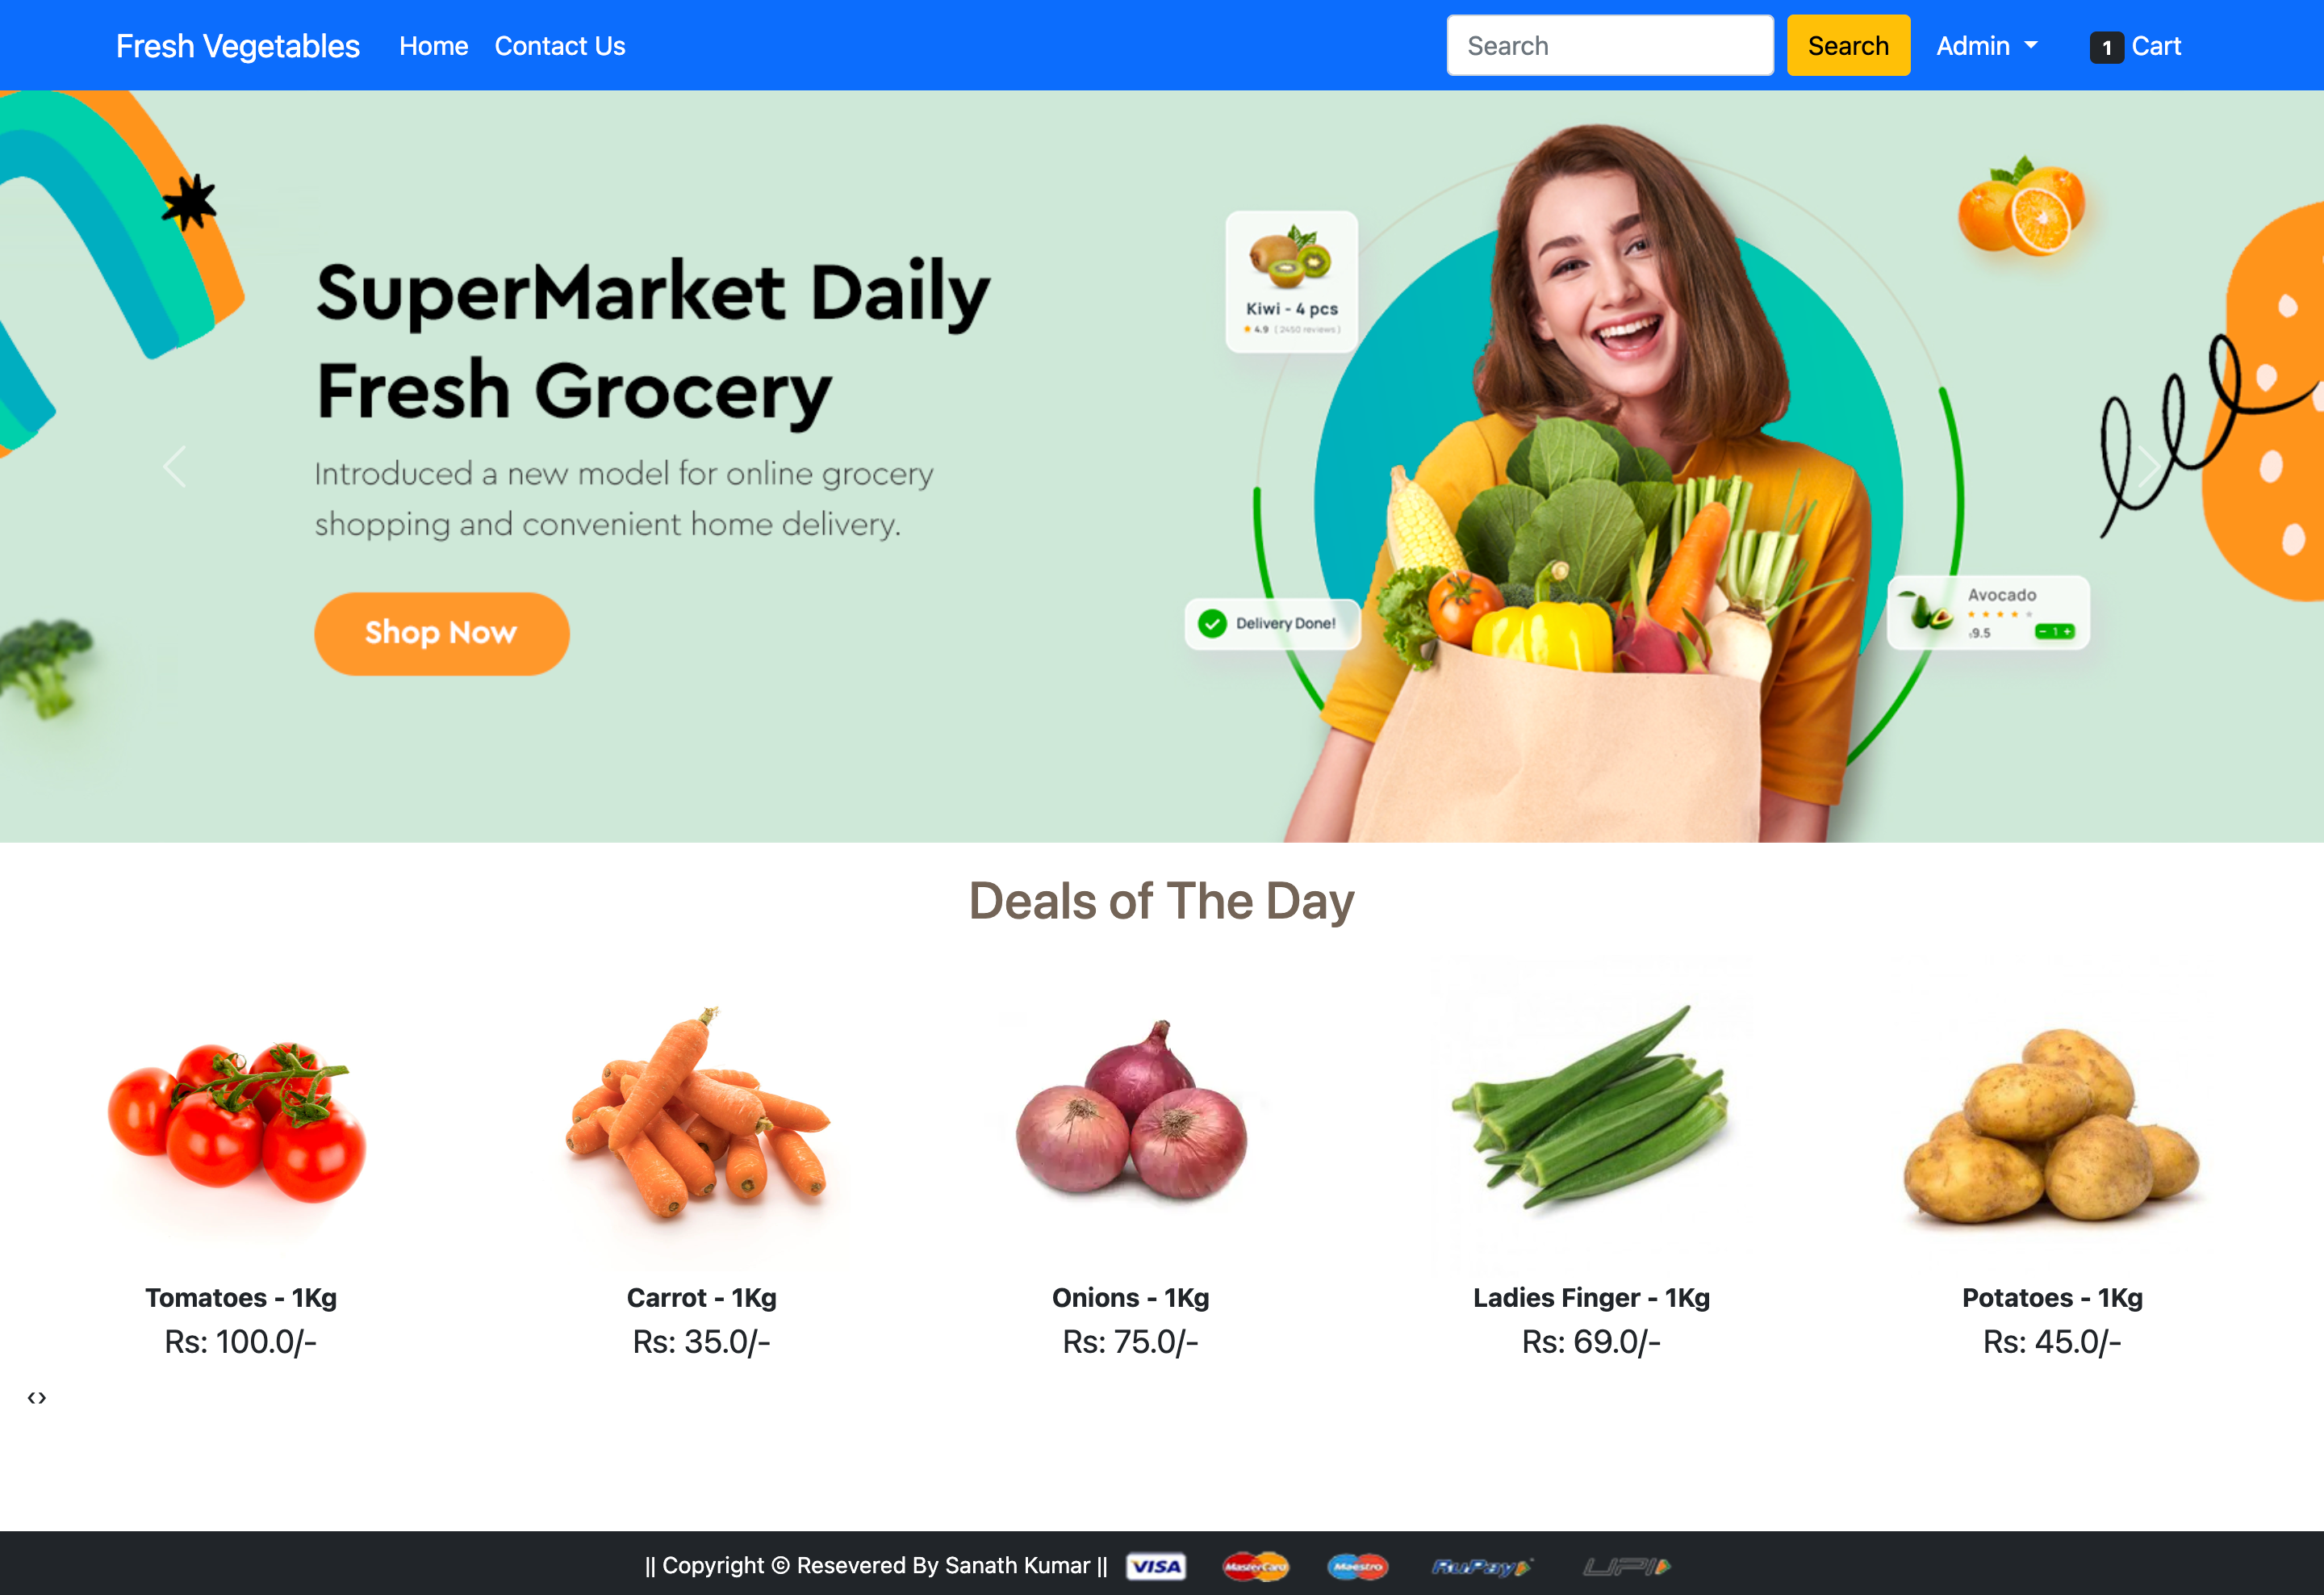 Fresh Vegetables Home Contact Us Search Search Admin 1 Cart
SuperMarket Daily
Fresh Grocery
Introduced a new model for online grocery
shopping and convenient home delivery.
Shop Now
Kiwi - 4 pcs
4.9 ( 2450 reviews )
Delivery Done!
Avocado
$9.5 − 1 +
Deals of The Day
Tomatoes - 1Kg
Rs: 100.0/-
Carrot - 1Kg
Rs: 35.0/-
Onions - 1Kg
Rs: 75.0/-
Ladies Finger - 1Kg
Rs: 69.0/-
Potatoes - 1Kg
Rs: 45.0/-
‹›
|| Copyright © Resevered By Sanath Kumar || VISA MasterCard Maestro RuPay UPI